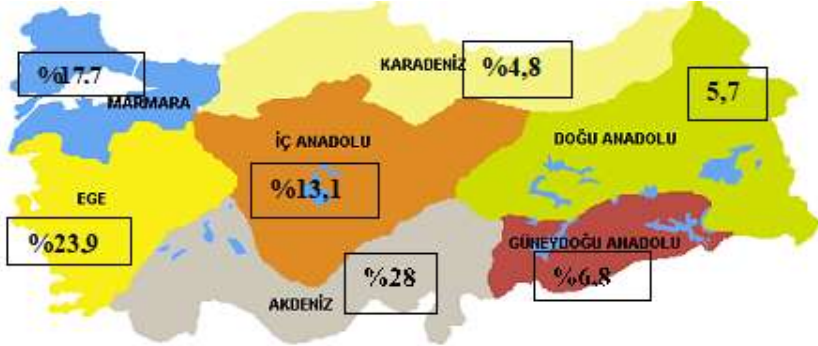 %17.7
MARMARA
KARADENİZ
%4,8
5,7
İÇ ANADOLU
%13,1
DOĞU ANADOLU
EGE
%23.9
AKDENİZ
%28
GÜNEYDOĞU ANADOLU
%6.8